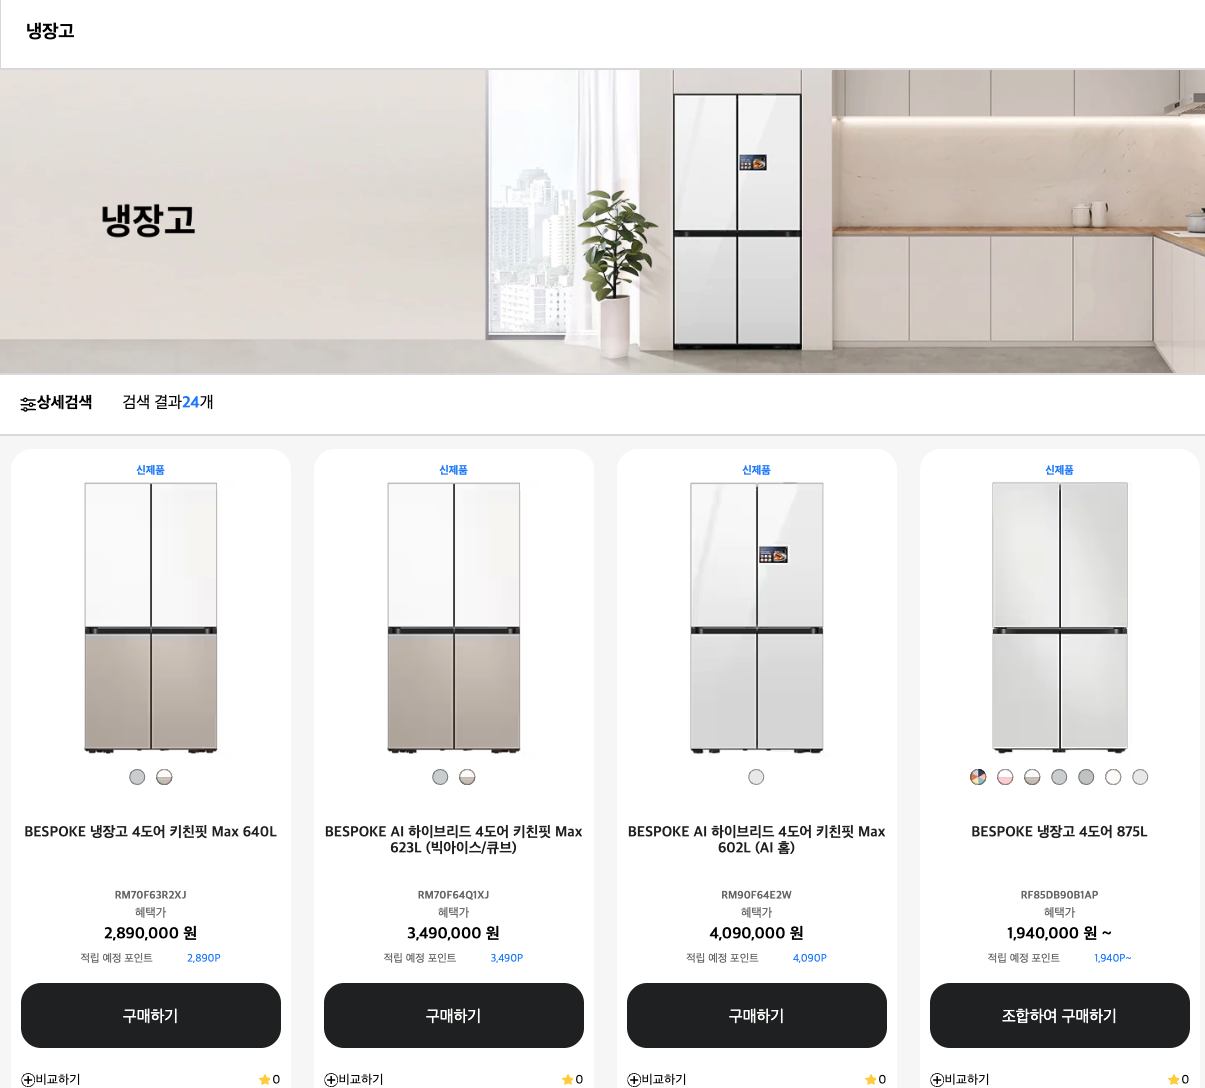 냉장고
냉장고
상세검색 검색 결과24개
신제품
BESPOKE 냉장고 4도어 키친핏 Max 640L
RM70F63R2XJ
혜택가
2,890,000 원
적립 예정 포인트 2,890P
구매하기
비교하기 0
신제품
BESPOKE AI 하이브리드 4도어 키친핏 Max
623L (빅아이스/큐브)
RM70F64Q1XJ
혜택가
3,490,000 원
적립 예정 포인트 3,490P
구매하기
비교하기 0
신제품
BESPOKE AI 하이브리드 4도어 키친핏 Max
602L (AI 홈)
RM90F64E2W
혜택가
4,090,000 원
적립 예정 포인트 4,090P
구매하기
비교하기 0
신제품
BESPOKE 냉장고 4도어 875L
RF85DB90B1AP
혜택가
1,940,000 원 ~
적립 예정 포인트 1,940P~
조합하여 구매하기
비교하기 0